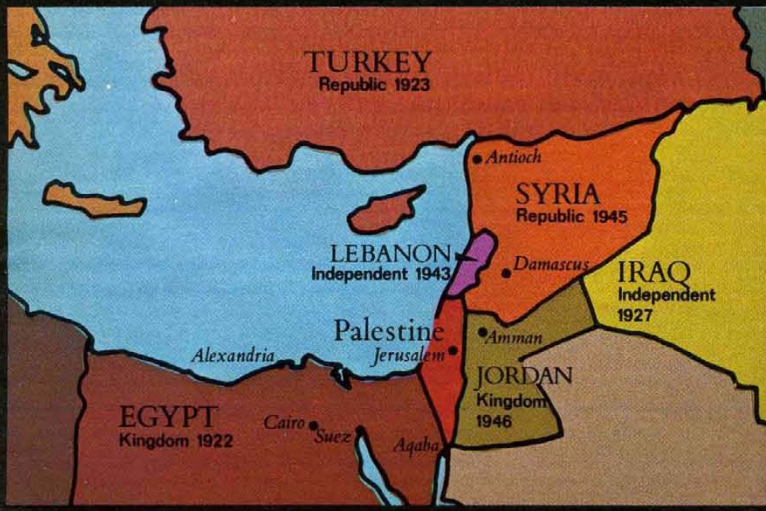 TURKEY
Republic 1923
Antioch
SYRIA
Republic 1945
LEBANON
Independent 1943
Damascus
IRAQ
Independent
1927
Palestine
Jerusalem
Amman
Alexandria
JORDAN
Kingdom
1946
EGYPT
Kingdom 1922
Cairo
Suez
Aqaba